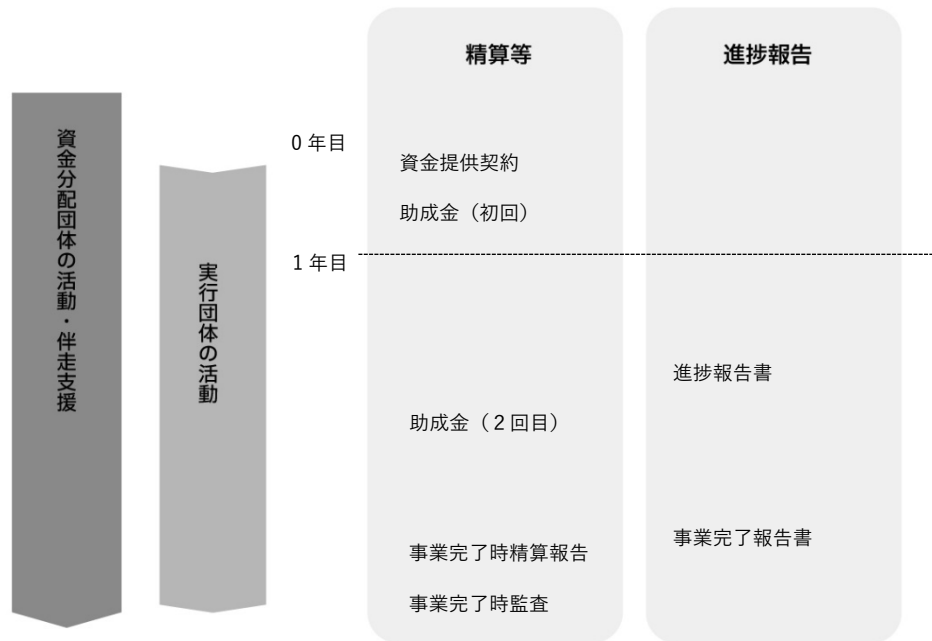 精算等
進捗報告
資金分配団体の活動・伴走支援
実行団体の活動
0年目
資金提供契約
助成金（初回）
1年目
進捗報告書
助成金（２回目）
事業完了報告書
事業完了時精算報告
事業完了時監査